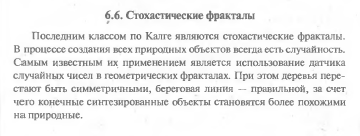 6.6. Стохастические фракталы
Последним классом по Калге являются стохастические фракталы.
В процессе создания всех природных объектов всегда есть случайность.
Самым известным их применением является использование датчика
случайных чисел в геометрических фракталах. При этом деревья пере-
стают быть симметричными, береговая линия – правильной, за счет
чего конечные синтезированные объекты становятся более похожими
на природные.